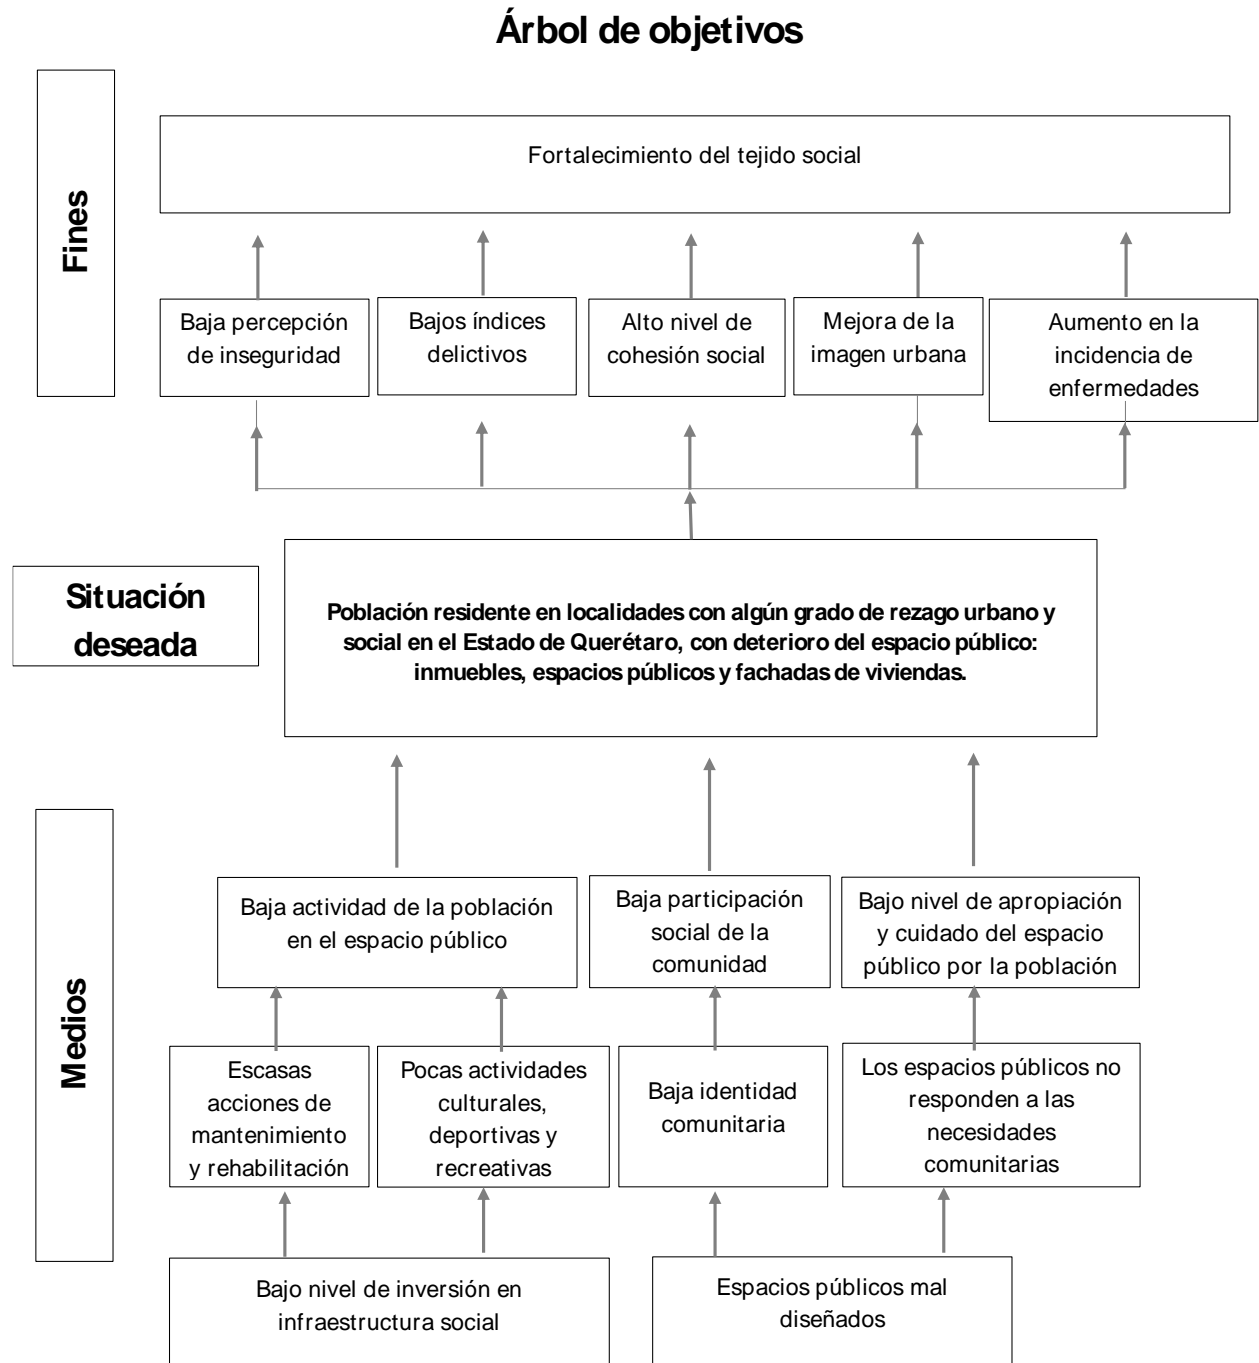 Árbol de objetivos
Fines
Fortalecimiento del tejido social
Baja percepción
de inseguridad
Bajos índices
delictivos
Alto nivel de
cohesión social
Mejora de la
imagen urbana
Aumento en la
incidencia de
enfermedades
Situación
deseada
Población residente en localidades con algún grado de rezago urbano y
social en el Estado de Querétaro, con deterioro del espacio público:
inmuebles, espacios públicos y fachadas de viviendas.
Medios
Baja actividad de la población
en el espacio público
Baja participación
social de la
comunidad
Bajo nivel de apropiación
y cuidado del espacio
público por la población
Escasas
acciones de
mantenimiento
y rehabilitación
Pocas actividades
culturales,
deportivas y
recreativas
Baja identidad
comunitaria
Los espacios públicos no
responden a las
necesidades
comunitarias
Bajo nivel de inversión en
infraestructura social
Espacios públicos mal
diseñados